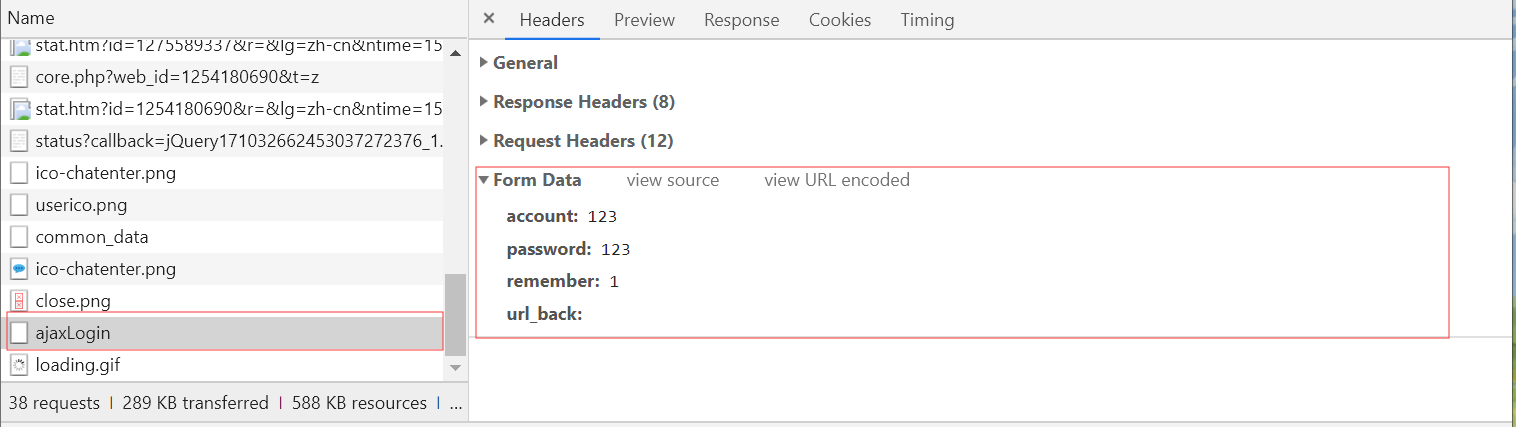 Name
stat.htm?id=1275589337&r=&lg=zh-cn&ntime=15
core.php?web_id=1254180690&t=z
stat.htm?id=1254180690&r=&lg=zh-cn&ntime=15
status?callback=jQuery171032662453037272376_1.
ico-chatenter.png
userico.png
common_data
ico-chatenter.png
close.png
ajaxLogin
loading.gif
38 requests 289 KB transferred 588 KB resources ...
× Headers Preview Response Cookies Timing
General
Response Headers (8)
Request Headers (12)
Form Data view source view URL encoded
account: 123
password: 123
remember: 1
url_back: